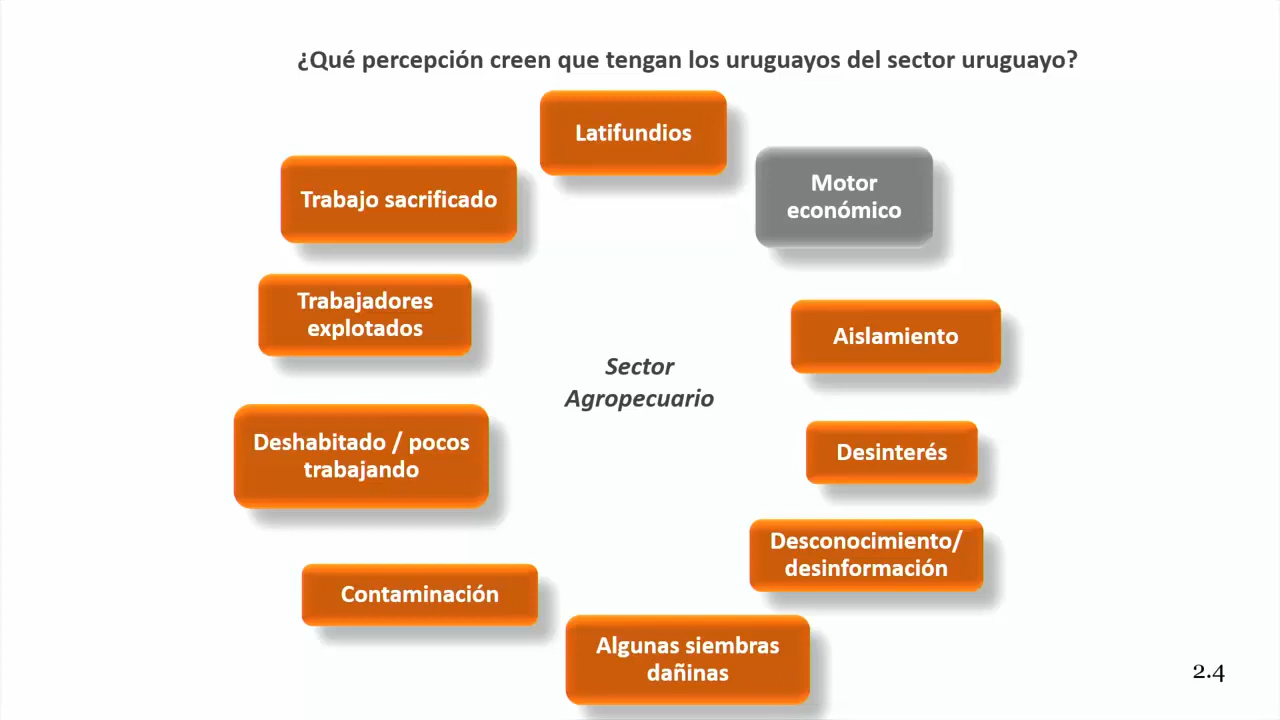 ¿Qué percepción creen que tengan los uruguayos del sector uruguayo?
Latifundios
Motor
económico
Trabajo sacrificado
Trabajadores
explotados
Aislamiento
Sector
Agropecuario
Deshabitado / pocos
trabajando
Desinterés
Desconocimiento/
desinformación
Contaminación
Algunas siembras
dañinas
2.4